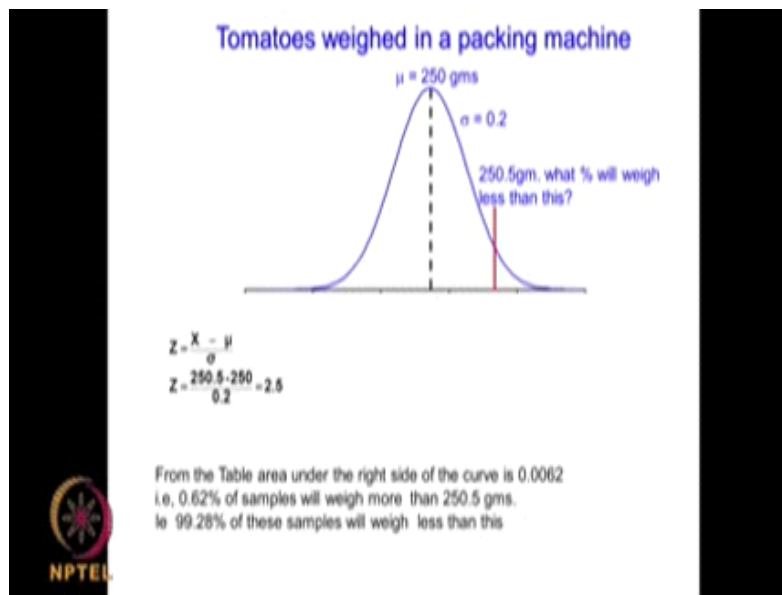 Tomatoes weighed in a packing machine
μ = 250 gms
σ = 0.2
250.5gm. what % will weigh
less than this?
Z = X - μ / σ
Z = 250.5-250 / 0.2 = 2.5
From the Table area under the right side of the curve is 0.0062
i.e, 0.62% of samples will weigh more than 250.5 gms.
Ie 99.28% of these samples will weigh less than this
NPTEL